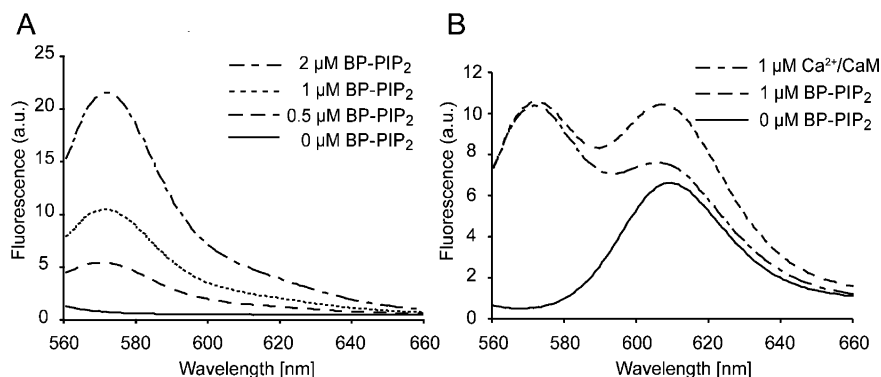 A
25
20
15
10
5
0
560
580
600
620
640
660
Fluorescence (a.u.)
Wavelength [nm]
2 µM BP-PIP₂
1 µM BP-PIP₂
0.5 µM BP-PIP₂
0 µM BP-PIP₂
B
12
10
8
6
4
2
0
560
580
600
620
640
660
Fluorescence (a.u.)
Wavelength [nm]
1 µM Ca²⁺/CaM
1 µM BP-PIP₂
0 µM BP-PIP₂